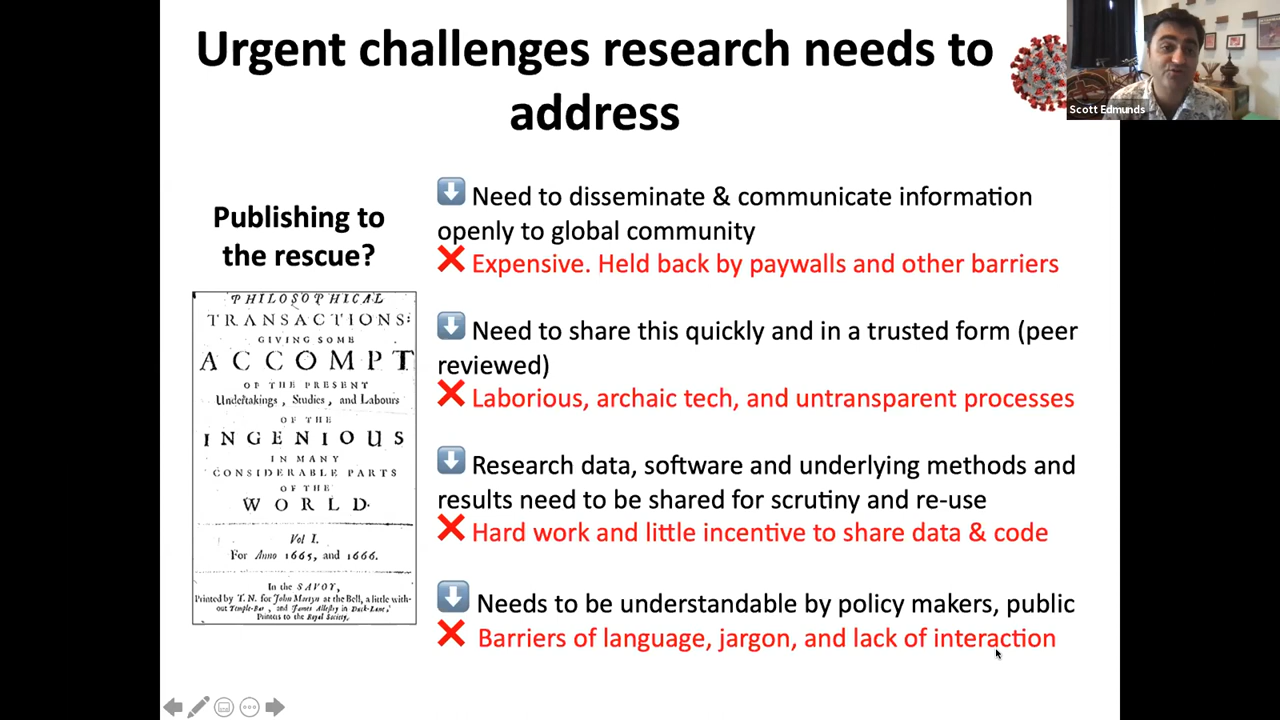 Urgent challenges research needs to
address
Scott Edmunds
Publishing to
the rescue?
PHILOSOPHICAL
TRANSACTIONS:
GIVING SOME
ACCOMPT
OF THE PRESENT
Undertakings, Studies, and Labours
OF THE
INGENIOUS
IN MANY
CONSIDERABLE PARTS
OF THE
WORLD.
Vol I.
For Anno 1665, and 1666.
In the SAVOY,
Printed by T. N. for John Martyn at the Bell, a little with-
out Temple-Bar, and James Allestry in Duck-Lane,
Printers to the Royal Society,
⬇️ Need to disseminate & communicate information
openly to global community
❌ Expensive. Held back by paywalls and other barriers
⬇️ Need to share this quickly and in a trusted form (peer
reviewed)
❌ Laborious, archaic tech, and untransparent processes
⬇️ Research data, software and underlying methods and
results need to be shared for scrutiny and re-use
❌ Hard work and little incentive to share data & code
⬇️ Needs to be understandable by policy makers, public
❌ Barriers of language, jargon, and lack of interaction